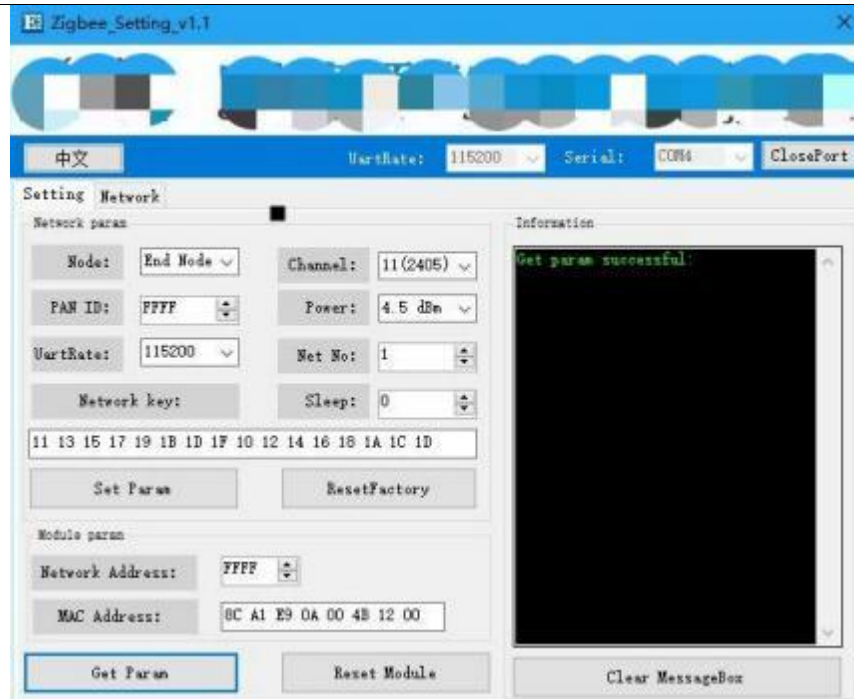 Zigbee_Setting_v1.1
中文 UartRate: 115200 Serial: COM4 ClosePort
Setting Network
Network param
Node: End Node Channel: 11(2405)
PAN ID: FFFF Power: 4.5 dBm
UartRate: 115200 Net No: 1
Network key: Sleep: 0
11 13 15 17 19 1B 1D 1F 10 12 14 16 18 1A 1C 1D
Set Param ResetFactory
Module param
Network Address: FFFF
MAC Address: 8C A1 E9 0A 00 4B 12 00
Get Param Reset Module
Information
Get param successful!
Clear MessageBox